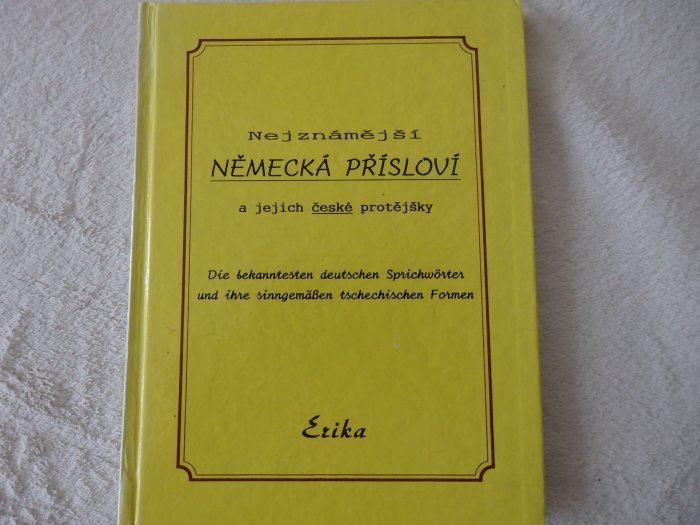 Nejznámější
NĚMECKÁ PŘÍSLOVÍ
a jejich české protějšky
Die bekanntesten deutschen Sprichwörter
und ihre sinngemäßen tschechischen Formen
Erika